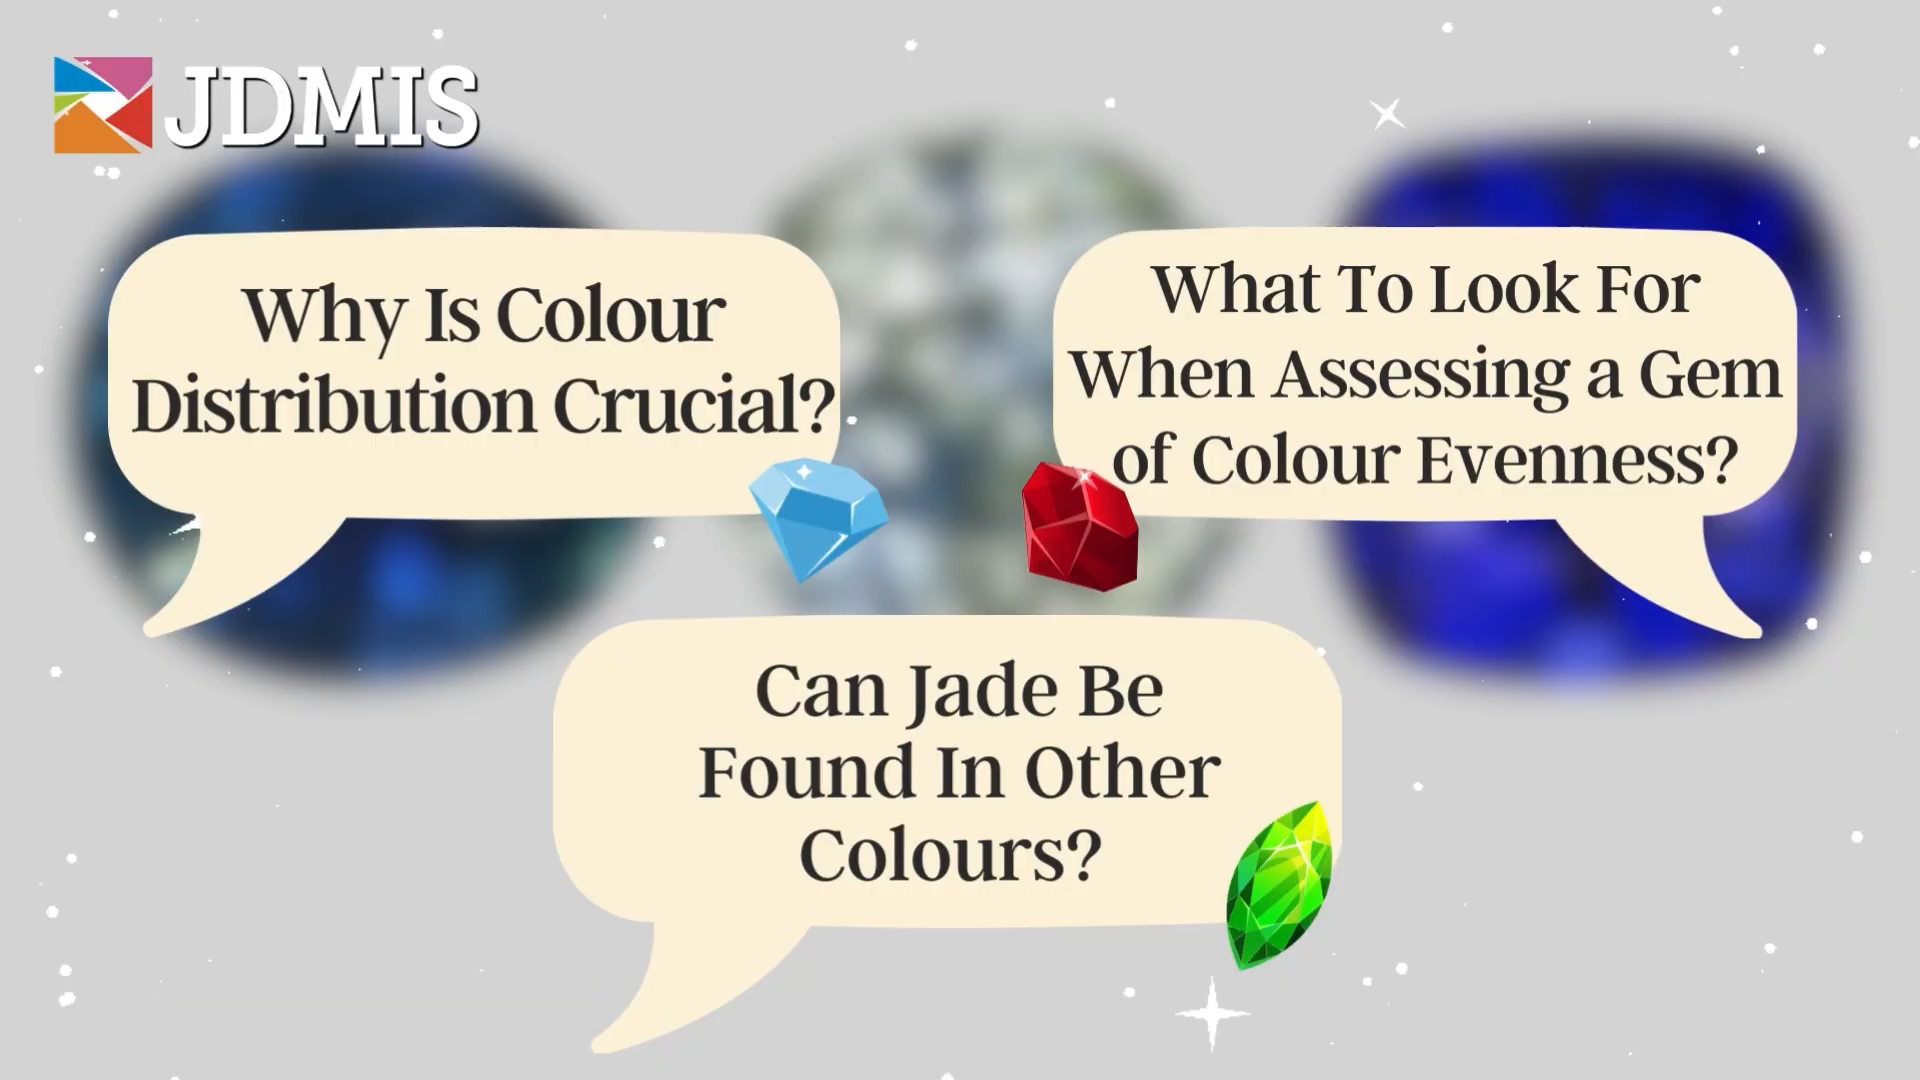 JDMIS
Why Is Colour
Distribution Crucial?
What To Look For
When Assessing a Gem
of Colour Evenness?
Can Jade Be
Found In Other
Colours?